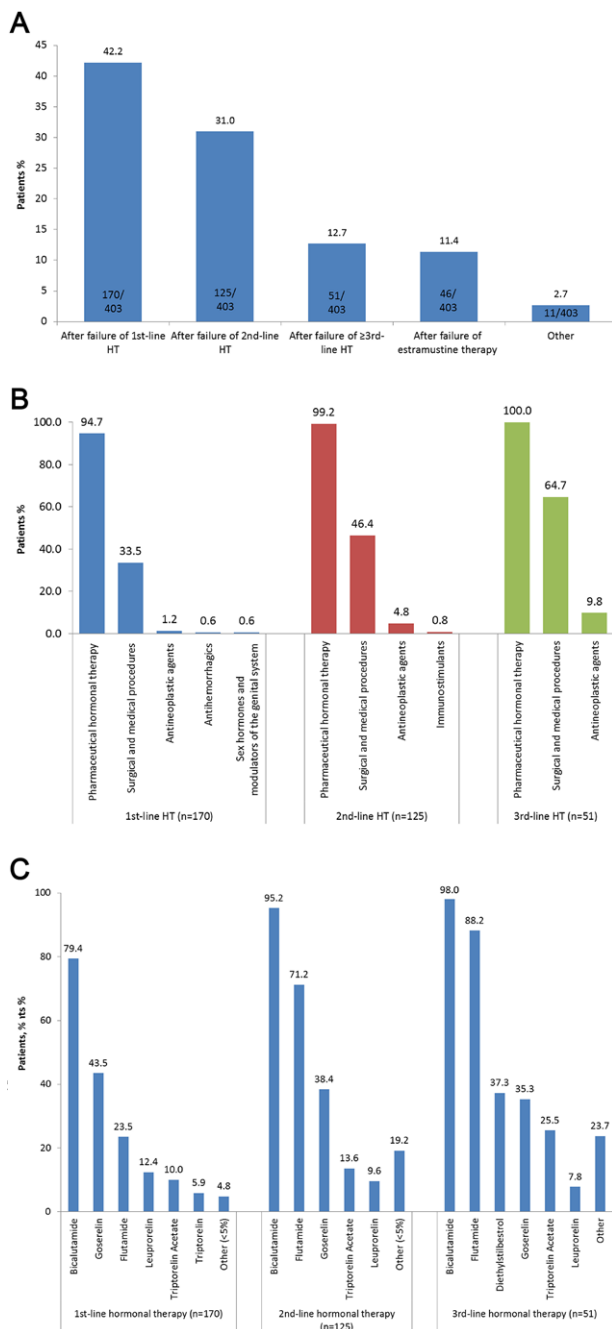 A
45
40
35
30
25
20
15
10
5
0
Patients %
42.2
31.0
12.7
11.4
2.7
170/
403
125/
403
51/
403
46/
403
11/403
After failure of 1st-line
HT
After failure of 2nd-line
HT
After failure of ≥3rd-
line HT
After failure of
estramustine therapy
Other
B
100.0
80.0
60.0
40.0
20.0
0.0
Patients %
94.7
33.5
1.2
0.6
0.6
99.2
46.4
4.8
0.8
100.0
64.7
9.8
Pharmaceutical hormonal therapy
Surgical and medical procedures
Antineoplastic agents
Antihemorrhagics
Sex hormones and
modulators of the genital system
Pharmaceutical hormonal therapy
Surgical and medical procedures
Antineoplastic agents
Immunostimulants
Pharmaceutical hormonal therapy
Surgical and medical procedures
Antineoplastic agents
1st-line HT (n=170)
2nd-line HT (n=125)
3rd-line HT (n=51)
C
100
80
60
40
20
0
Patients, % nts %
79.4
43.5
23.5
12.4
10.0
5.9
4.8
95.2
71.2
38.4
13.6
9.6
19.2
98.0
88.2
37.3
35.3
25.5
7.8
23.7
Bicalutamide
Goserelin
Flutamide
Leuprorelin
Triptorelin Acetate
Triptorelin
Other (<5%)
Bicalutamide
Flutamide
Goserelin
Triptorelin Acetate
Leuprorelin
Other (<5%)
Bicalutamide
Flutamide
Diethylstilbestrol
Goserelin
Triptorelin Acetate
Leuprorelin
Other
1st-line hormonal therapy (n=170)
2nd-line hormonal therapy
(n=125)
3rd-line hormonal therapy (n=51)